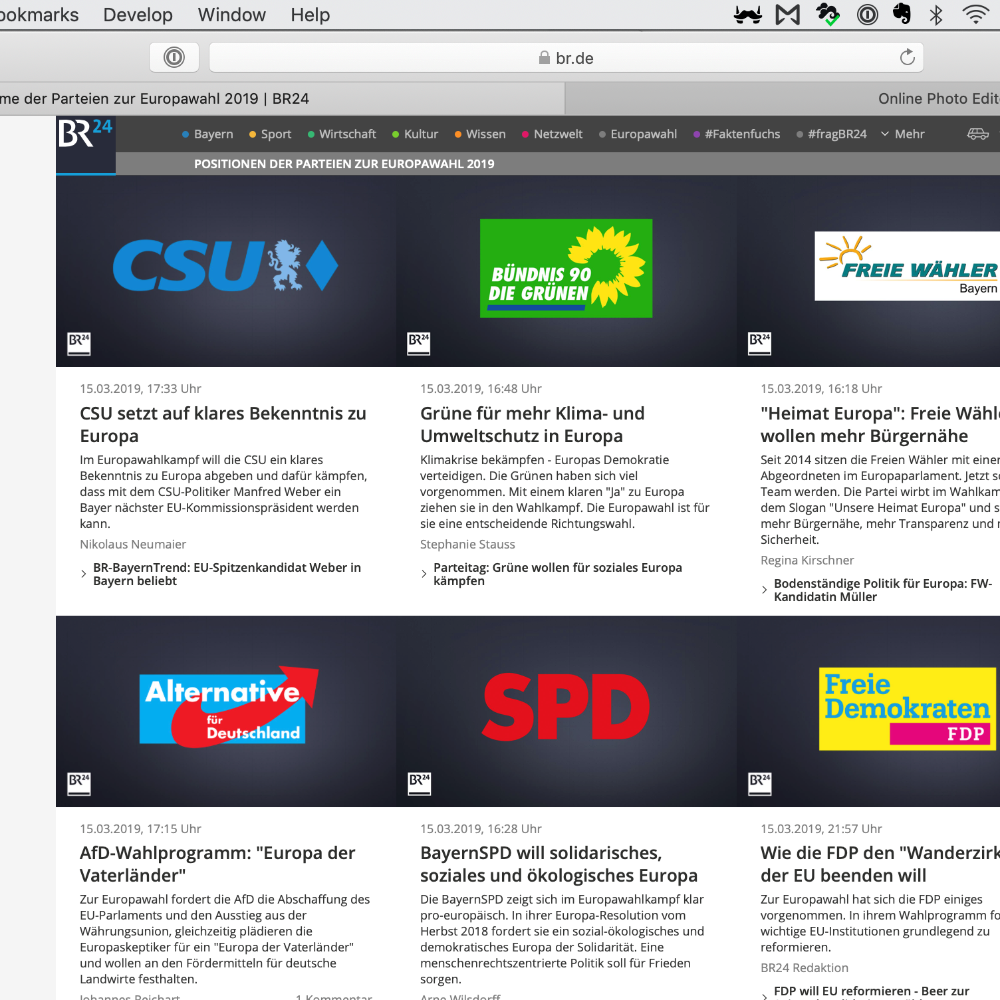 ookmarks Develop Window Help
br.de
me der Parteien zur Europawahl 2019 | BR24
Online Photo Edit
BR24
Bayern Sport Wirtschaft Kultur Wissen Netzwelt Europawahl #Faktenfuchs #fragBR24 Mehr
POSITIONEN DER PARTEIEN ZUR EUROPAWAHL 2019
CSU
BR24
15.03.2019, 17:33 Uhr
CSU setzt auf klares Bekenntnis zu
Europa
Im Europawahlkampf will die CSU ein klares
Bekenntnis zu Europa abgeben und dafür kämpfen,
dass mit dem CSU-Politiker Manfred Weber ein
Bayer nächster EU-Kommissionspräsident werden
kann.
Nikolaus Neumaier
BR-BayernTrend: EU-Spitzenkandidat Weber in
Bayern beliebt
BÜNDNIS 90
DIE GRÜNEN
BR24
15.03.2019, 16:48 Uhr
Grüne für mehr Klima- und
Umweltschutz in Europa
Klimakrise bekämpfen - Europas Demokratie
verteidigen. Die Grünen haben sich viel
vorgenommen. Mit einem klaren "Ja" zu Europa
ziehen sie in den Wahlkampf. Die Europawahl ist für
sie eine entscheidende Richtungswahl.
Stephanie Stauss
Parteitag: Grüne wollen für soziales Europa
kämpfen
FREIE WÄHLER
Bayern
BR24
15.03.2019, 16:18 Uhr
"Heimat Europa": Freie Wähle
wollen mehr Bürgernähe
Seit 2014 sitzen die Freien Wähler mit einer
Abgeordneten im Europaparlament. Jetzt so
Team werden. Die Partei wirbt im Wahlkam
dem Slogan "Unsere Heimat Europa" und s
mehr Bürgernähe, mehr Transparenz und m
Sicherheit.
Regina Kirschner
Bodenständige Politik für Europa: FW-
Kandidatin Müller
Alternative
für
Deutschland
BR24
15.03.2019, 17:15 Uhr
AfD-Wahlprogramm: "Europa der
Vaterländer"
Zur Europawahl fordert die AfD die Abschaffung des
EU-Parlaments und den Ausstieg aus der
Währungsunion, gleichzeitig plädieren die
Europaskeptiker für ein "Europa der Vaterländer"
und wollen an den Fördermitteln für deutsche
Landwirte festhalten.
Johannes Reichart 1 Kommentar
SPD
BR24
15.03.2019, 16:28 Uhr
BayernSPD will solidarisches,
soziales und ökologisches Europa
Die BayernSPD zeigt sich im Europawahlkampf klar
pro-europäisch. In ihrer Europa-Resolution vom
Herbst 2018 fordert sie ein sozial-ökologisches und
demokratisches Europa der Solidarität. Eine
menschenrechtszentrierte Politik soll für Frieden
sorgen.
Arne Wilsdorff
Freie
Demokraten
FDP
BR24
15.03.2019, 21:57 Uhr
Wie die FDP den "Wanderzirk
der EU beenden will
Zur Europawahl hat sich die FDP einiges
vorgenommen. In ihrem Wahlprogramm fo
wichtige EU-Institutionen grundlegend zu
reformieren.
BR24 Redaktion
FDP will EU reformieren - Beer zur